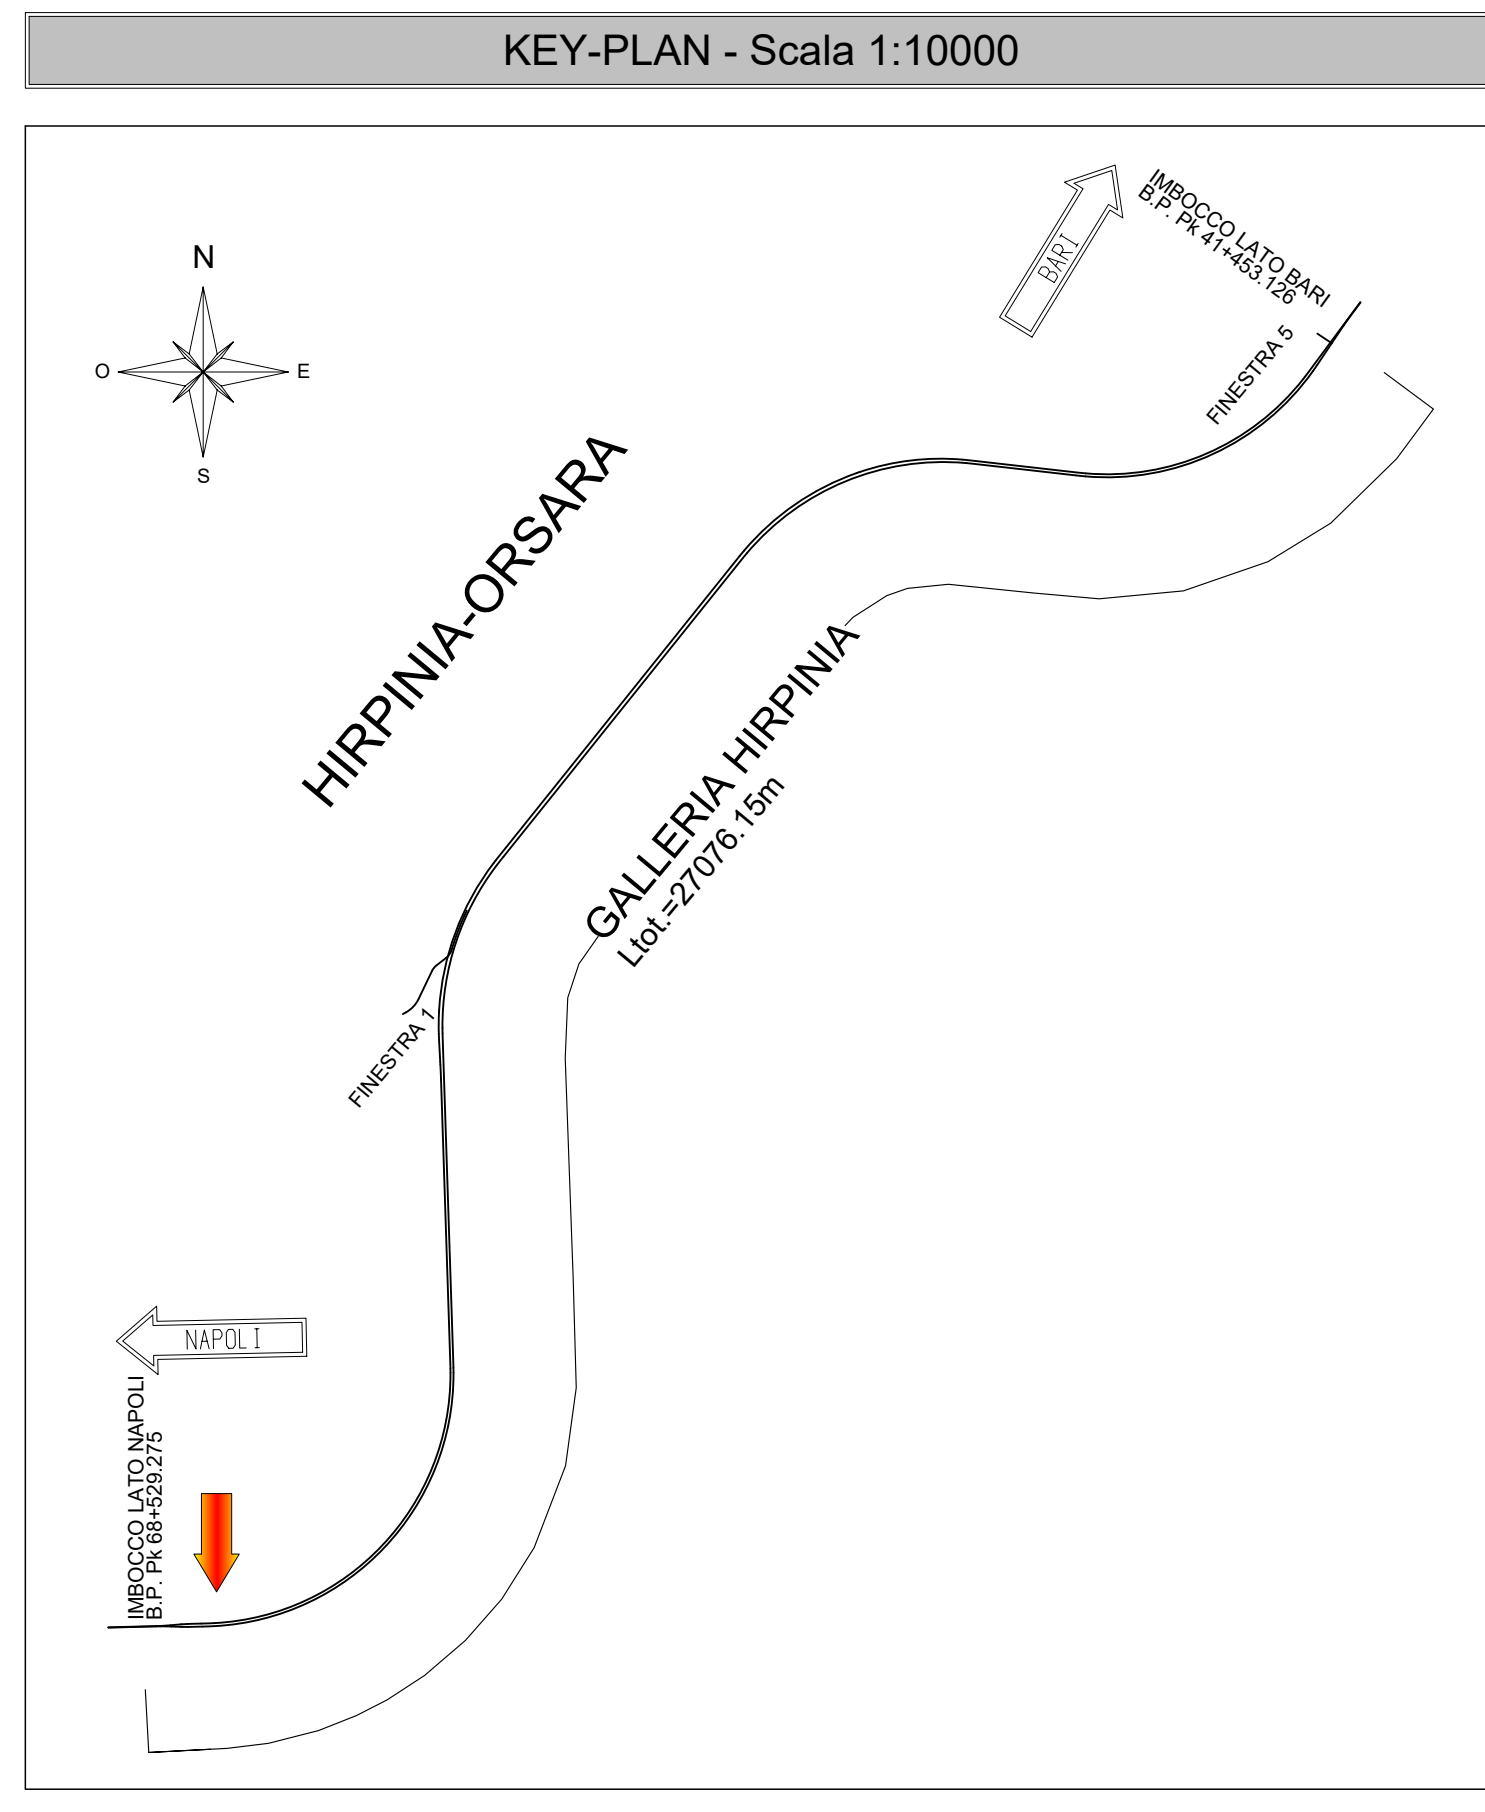 KEY-PLAN - Scala 1:10000
BARI
IMBOCCO LATO BARI
B.P. Pk 41+453.126
N
O
E
S
FINESTRA 5
HIRPINIA-ORSARA
GALLERIA HIRPINIA
Ltot.=27076.15m
FINESTRA 1
NAPOLI
IMBOCCO LATO NAPOLI
B.P. Pk 68+529.275